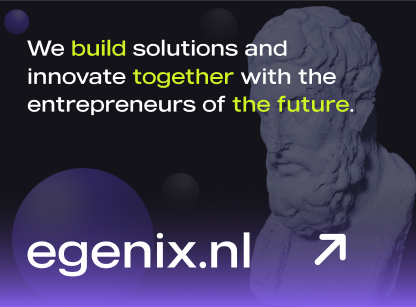 We build solutions and
innovate together with the
entrepreneurs of the future.
egenix.nl